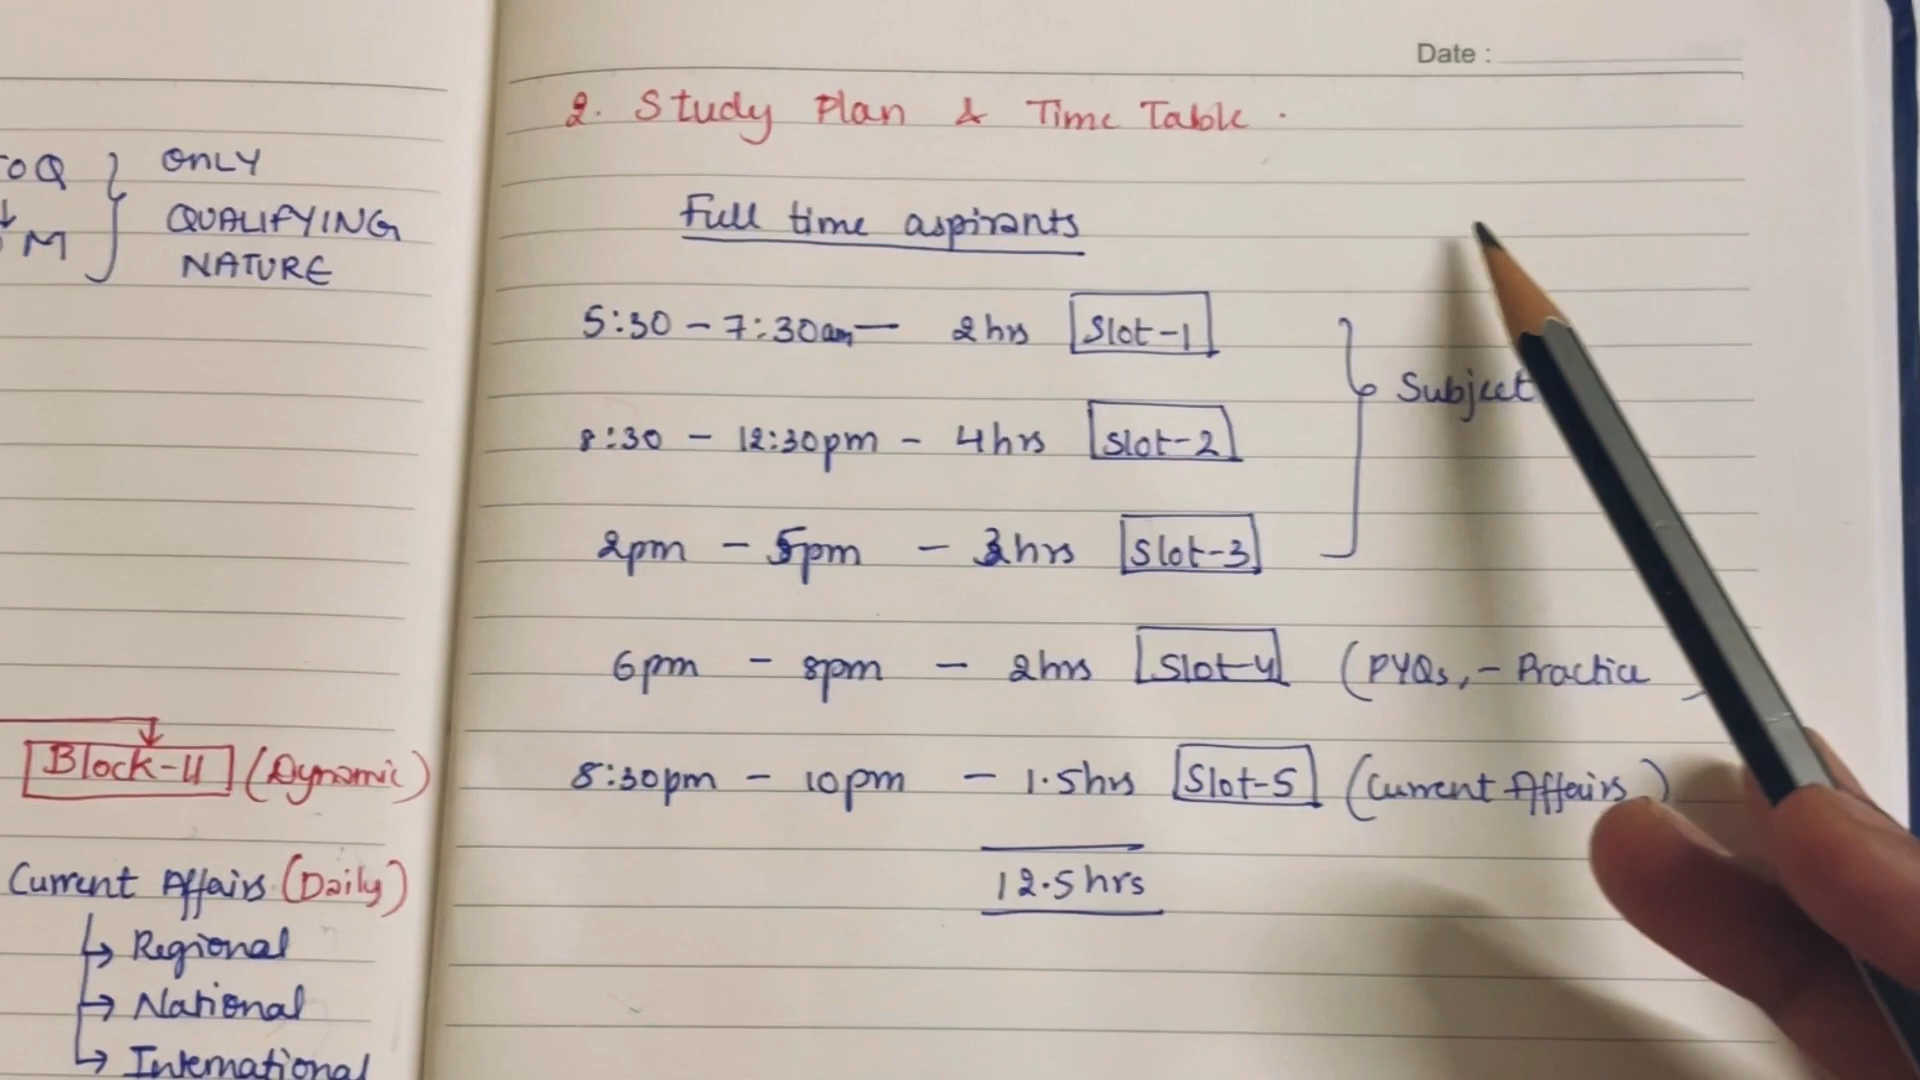 OQ
M
ONLY
QUALIFYING
NATURE
Block-II (Dynamic)
Current Affairs (Daily)
↳ Regional
→ National
↳ International
Date :
2. Study Plan & Time Table .
Full time aspirants
5:30 - 7:30am — 2hrs Slot-1
Subject
8:30 - 12:30pm - 4hrs Slot-2
2pm - 5pm - 3hrs Slot-3
6pm - 8pm - 2hrs Slot-4 (PYQs, - Practice )
8:30pm - 10pm - 1.5hrs Slot-5 (Current Affairs)
12.5hrs